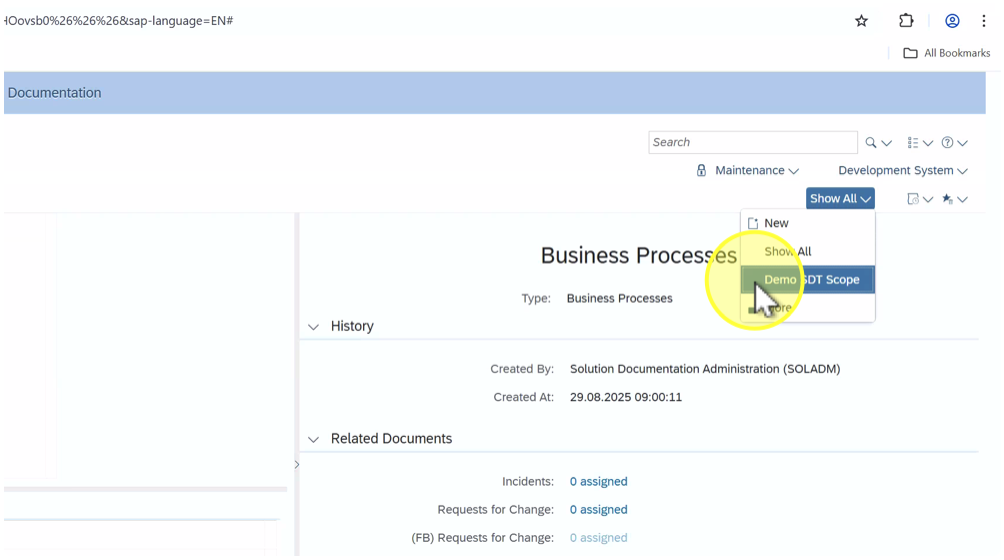 HOovsb0%26%26%26&sap-language=EN#
All Bookmarks
Documentation
Search
Maintenance
Development System
Show All
New
Show All
Demo SDT Scope
Business Processes
Type: Business Processes
History
Created By: Solution Documentation Administration (SOLADM)
Created At: 29.08.2025 09:00:11
Related Documents
Incidents: 0 assigned
Requests for Change: 0 assigned
(FB) Requests for Change: 0 assigned